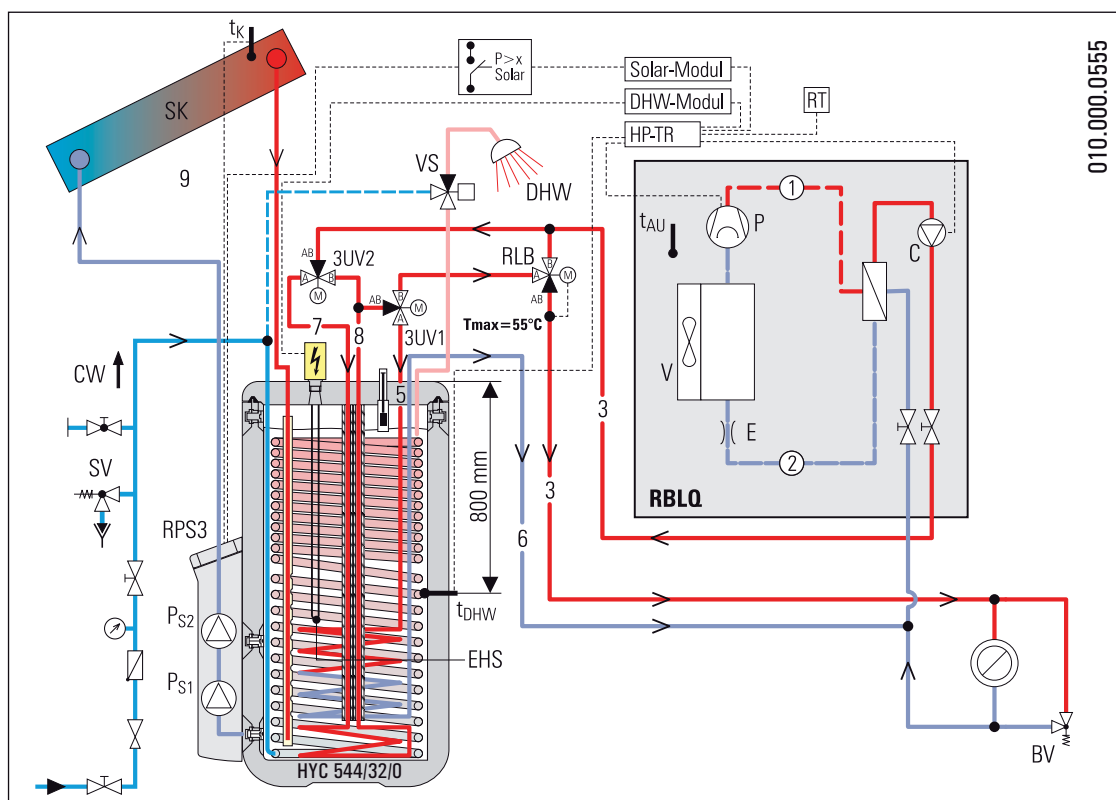 010.000.0555
tK
SK
9
P>x
Solar
Solar-Modul
DHW-Modul
HP-TR
RT
VS
DHW
tAU
P
1
C
V
E
2
RBLQ
AB
3UV2
A
B
M
7
8
AB
B
M
A
3UV1
RLB
B
A
M
AB
Tmax=55°C
5
CW
SV
RPS3
PS2
PS1
800 mm
tDHW
EHS
3
3
6
HYC 544/32/0
BV